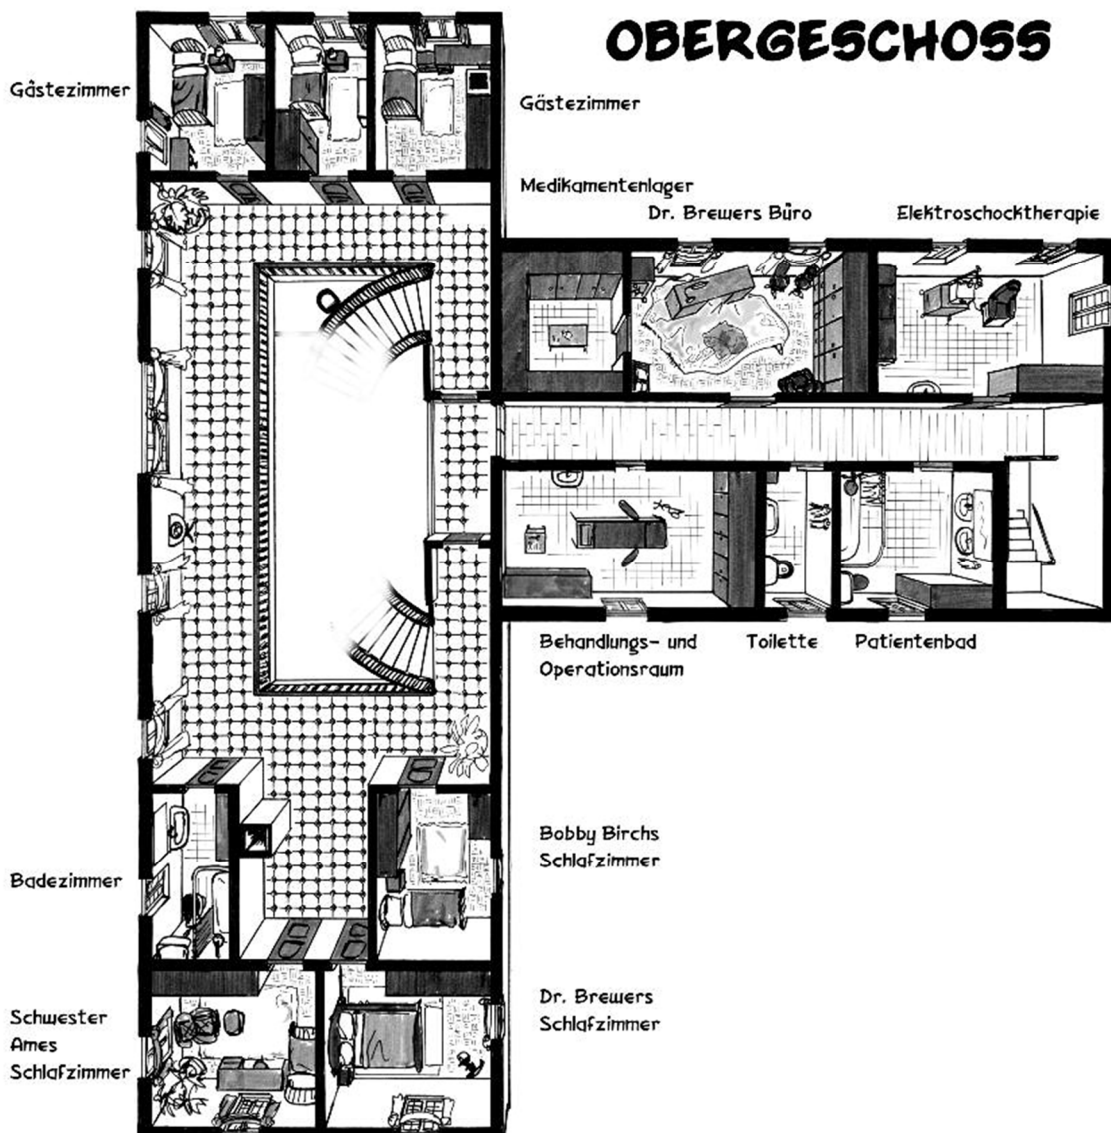 OBERGESCHOSS
Gästezimmer
Gästezimmer
Medikamentenlager
Dr. Brewers Büro
Elektroschocktherapie
Behandlungs- und
Operationsraum
Toilette
Patientenbad
Bobby Birchs
Schlafzimmer
Badezimmer
Schwester
Ames
Schlafzimmer
Dr. Brewers
Schlafzimmer